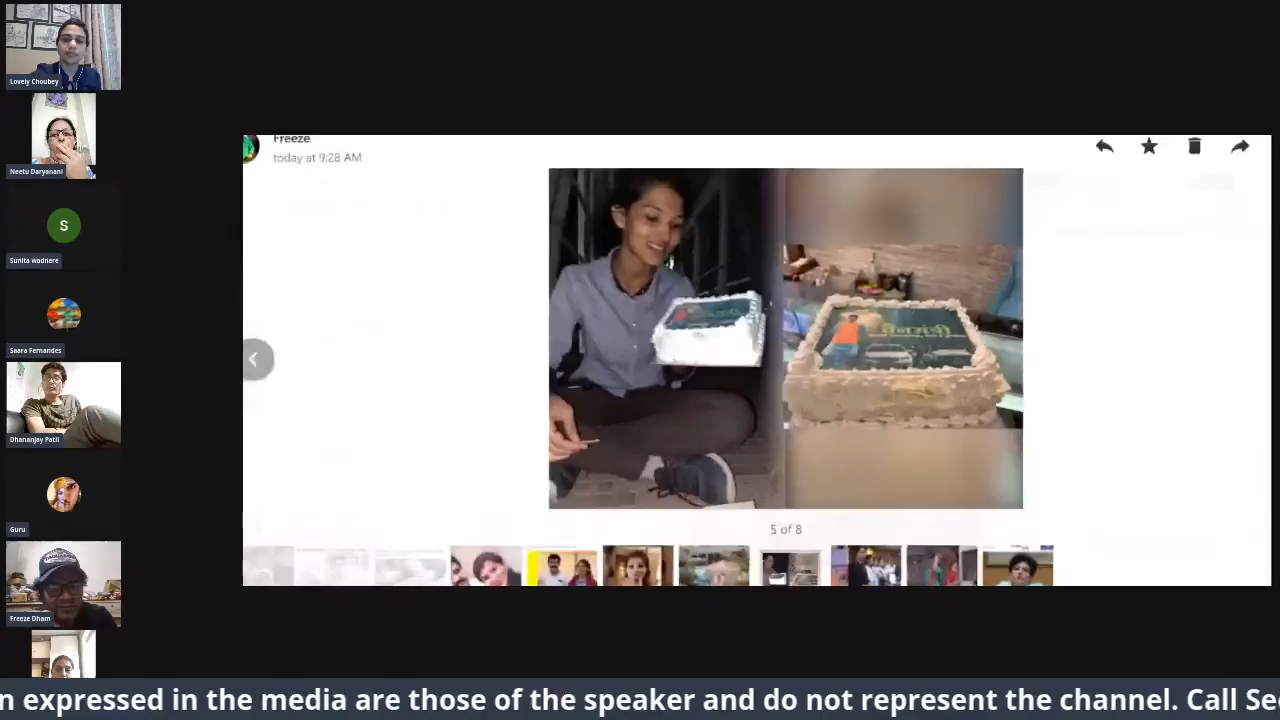 Lovely Choubey
Neetu Daryanani
S
Sunita wadnere
Saara Fernandes
Dhananjay Patil
Guru
Freeze Dham
Freeze
today at 9:28 AM
5 of 8
n expressed in the media are those of the speaker and do not represent the channel. Call Se